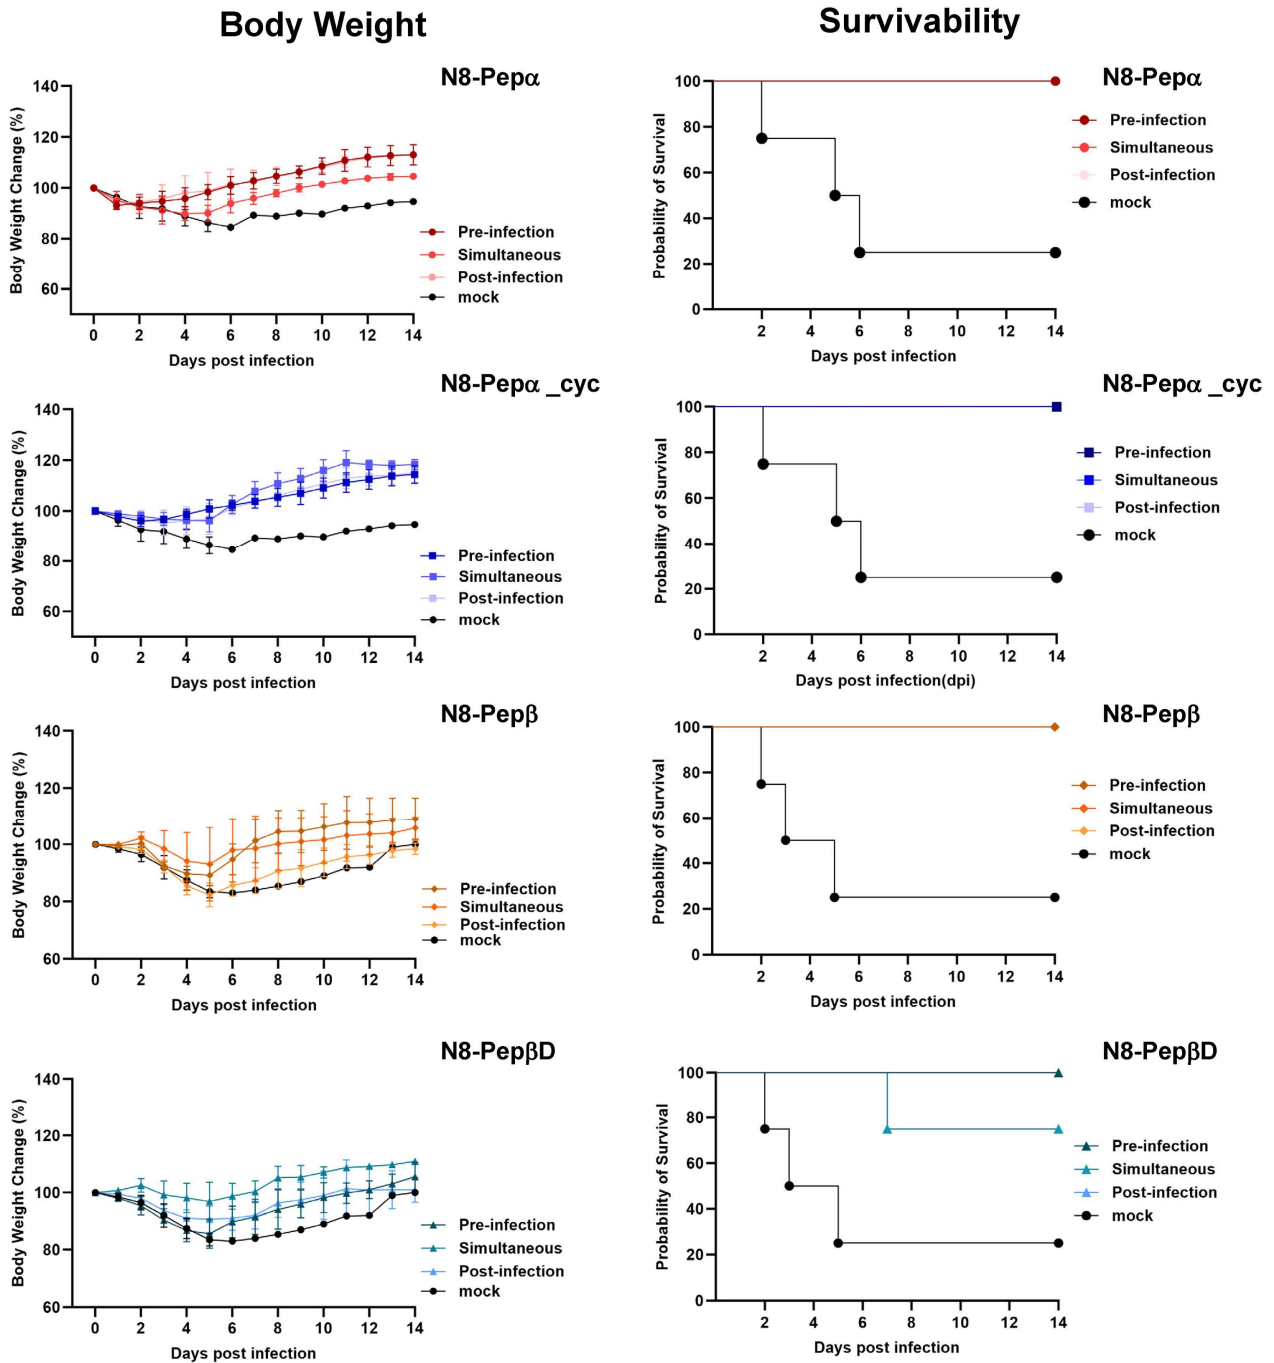 Body Weight
Survivability
N8-Pepα
Body Weight Change (%)
140
120
100
80
60
0 2 4 6 8 10 12 14
Days post infection
Pre-infection
Simultaneous
Post-infection
mock
N8-Pepα
Probability of Survival
100
80
60
40
20
0
2 4 6 8 10 12 14
Days post infection
Pre-infection
Simultaneous
Post-infection
mock
N8-Pepα _cyc
Body Weight Change (%)
140
120
100
80
60
0 2 4 6 8 10 12 14
Days post infection
Pre-infection
Simultaneous
Post-infection
mock
N8-Pepα _cyc
Probability of Survival
100
80
60
40
20
0
2 4 6 8 10 12 14
Days post infection(dpi)
Pre-infection
Simultaneous
Post-infection
mock
N8-Pepβ
Body Weight Change (%)
140
120
100
80
60
0 2 4 6 8 10 12 14
Days post infection
Pre-infection
Simultaneous
Post-infection
mock
N8-Pepβ
Probability of Survival
100
80
60
40
20
0
2 4 6 8 10 12 14
Days post infection
Pre-infection
Simultaneous
Post-infection
mock
N8-PepβD
Body Weight Change (%)
140
120
100
80
60
0 2 4 6 8 10 12 14
Days post infection
Pre-infection
Simultaneous
Post-infection
mock
N8-PepβD
Probability of Survival
100
80
60
40
20
0
2 4 6 8 10 12 14
Days post infection
Pre-infection
Simultaneous
Post-infection
mock